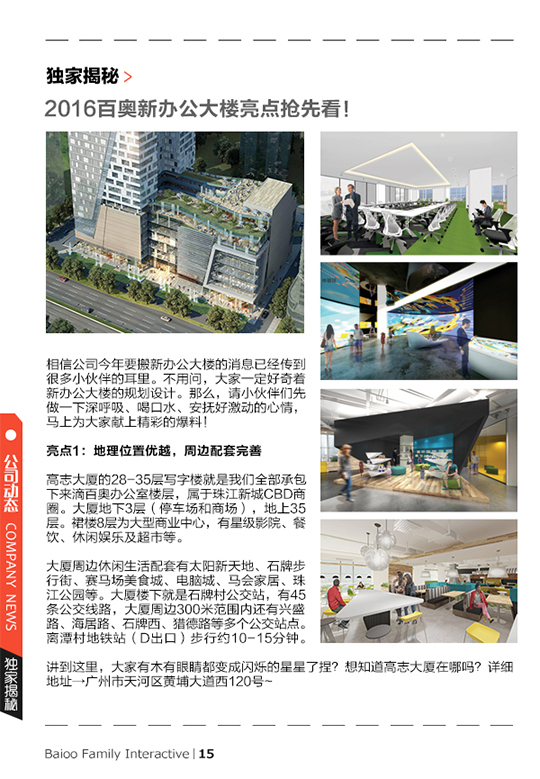 独家揭秘 >
2016百奥新办公大楼亮点抢先看！
相信公司今年要搬新办公大楼的消息已经传到
很多小伙伴的耳里。不用问，大家一定好奇着
新办公大楼的规划设计。那么，请小伙伴们先
做一下深呼吸、喝口水、安抚好激动的心情，
马上为大家献上精彩的爆料！
亮点1：地理位置优越，周边配套完善
高志大厦的28-35层写字楼就是我们全部承包
下来滴百奥办公室楼层，属于珠江新城CBD商
圈。大厦地下3层（停车场和商场），地上35
层。裙楼8层为大型商业中心，有星级影院、餐
饮、休闲娱乐及超市等。
大厦周边休闲生活配套有太阳新天地、石牌步
行街、赛马场美食城、电脑城、马会家居、珠
江公园等。大厦楼下就是石牌村公交站，有45
条公交线路，大厦周边300米范围内还有兴盛
路、海居路、石牌西、猎德路等多个公交站点。
离潭村地铁站（D出口）步行约10-15分钟。
讲到这里，大家有木有眼睛都变成闪烁的星星了捏？想知道高志大厦在哪吗？详细
地址→广州市天河区黄埔大道西120号~
公司动态 COMPANY NEWS
独家揭秘
Baioo Family Interactive | 15